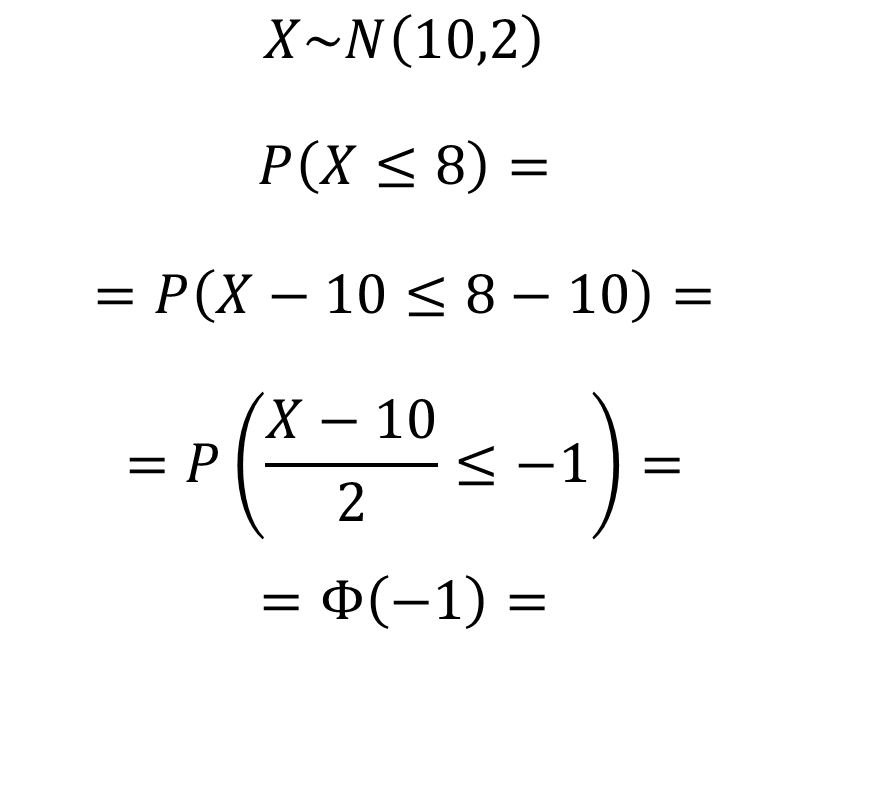 X~N(10,2)
P(X ≤ 8) =
= P(X − 10 ≤ 8 − 10) =
= P((X − 10)/2 ≤ −1) =
= Φ(−1) =